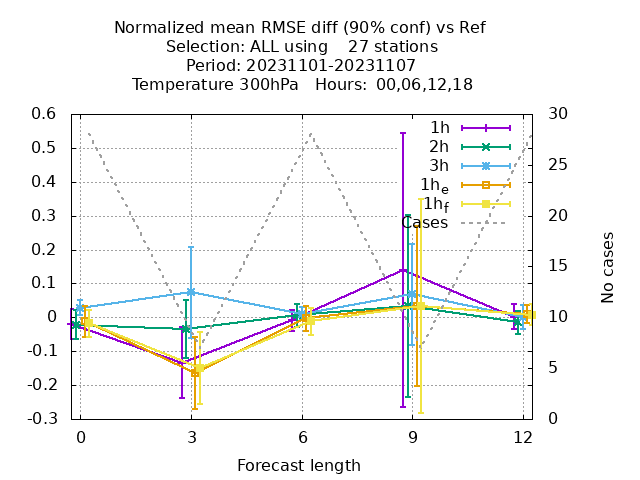 Normalized mean RMSE diff (90% conf) vs Ref
Selection: ALL using    27 stations
Period: 20231101-20231107
Temperature 300hPa   Hours: 00,06,12,18
0.6
0.5
0.4
0.3
0.2
0.1
0
-0.1
-0.2
-0.3
30
25
20
15
10
5
0
1h
2h
3h
1he
1hf
Cases
No cases
0 3 6 9 12
Forecast length